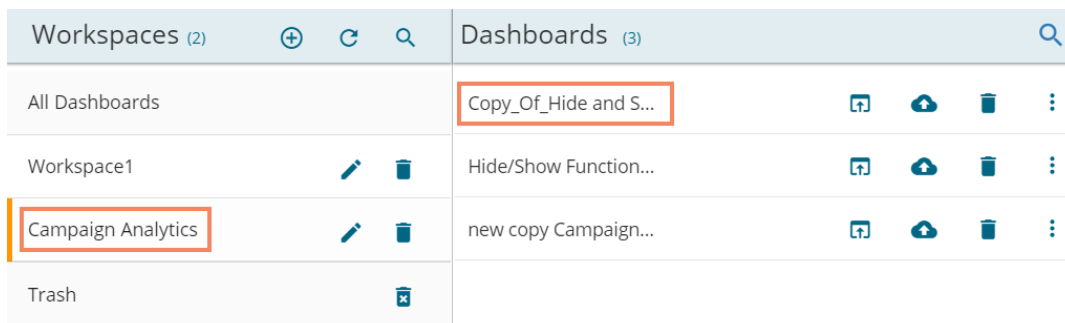 Workspaces (2)
All Dashboards
Workspace1
Campaign Analytics
Trash
Dashboards (3)
Copy_Of_Hide and S...
Hide/Show Function...
new copy Campaign...